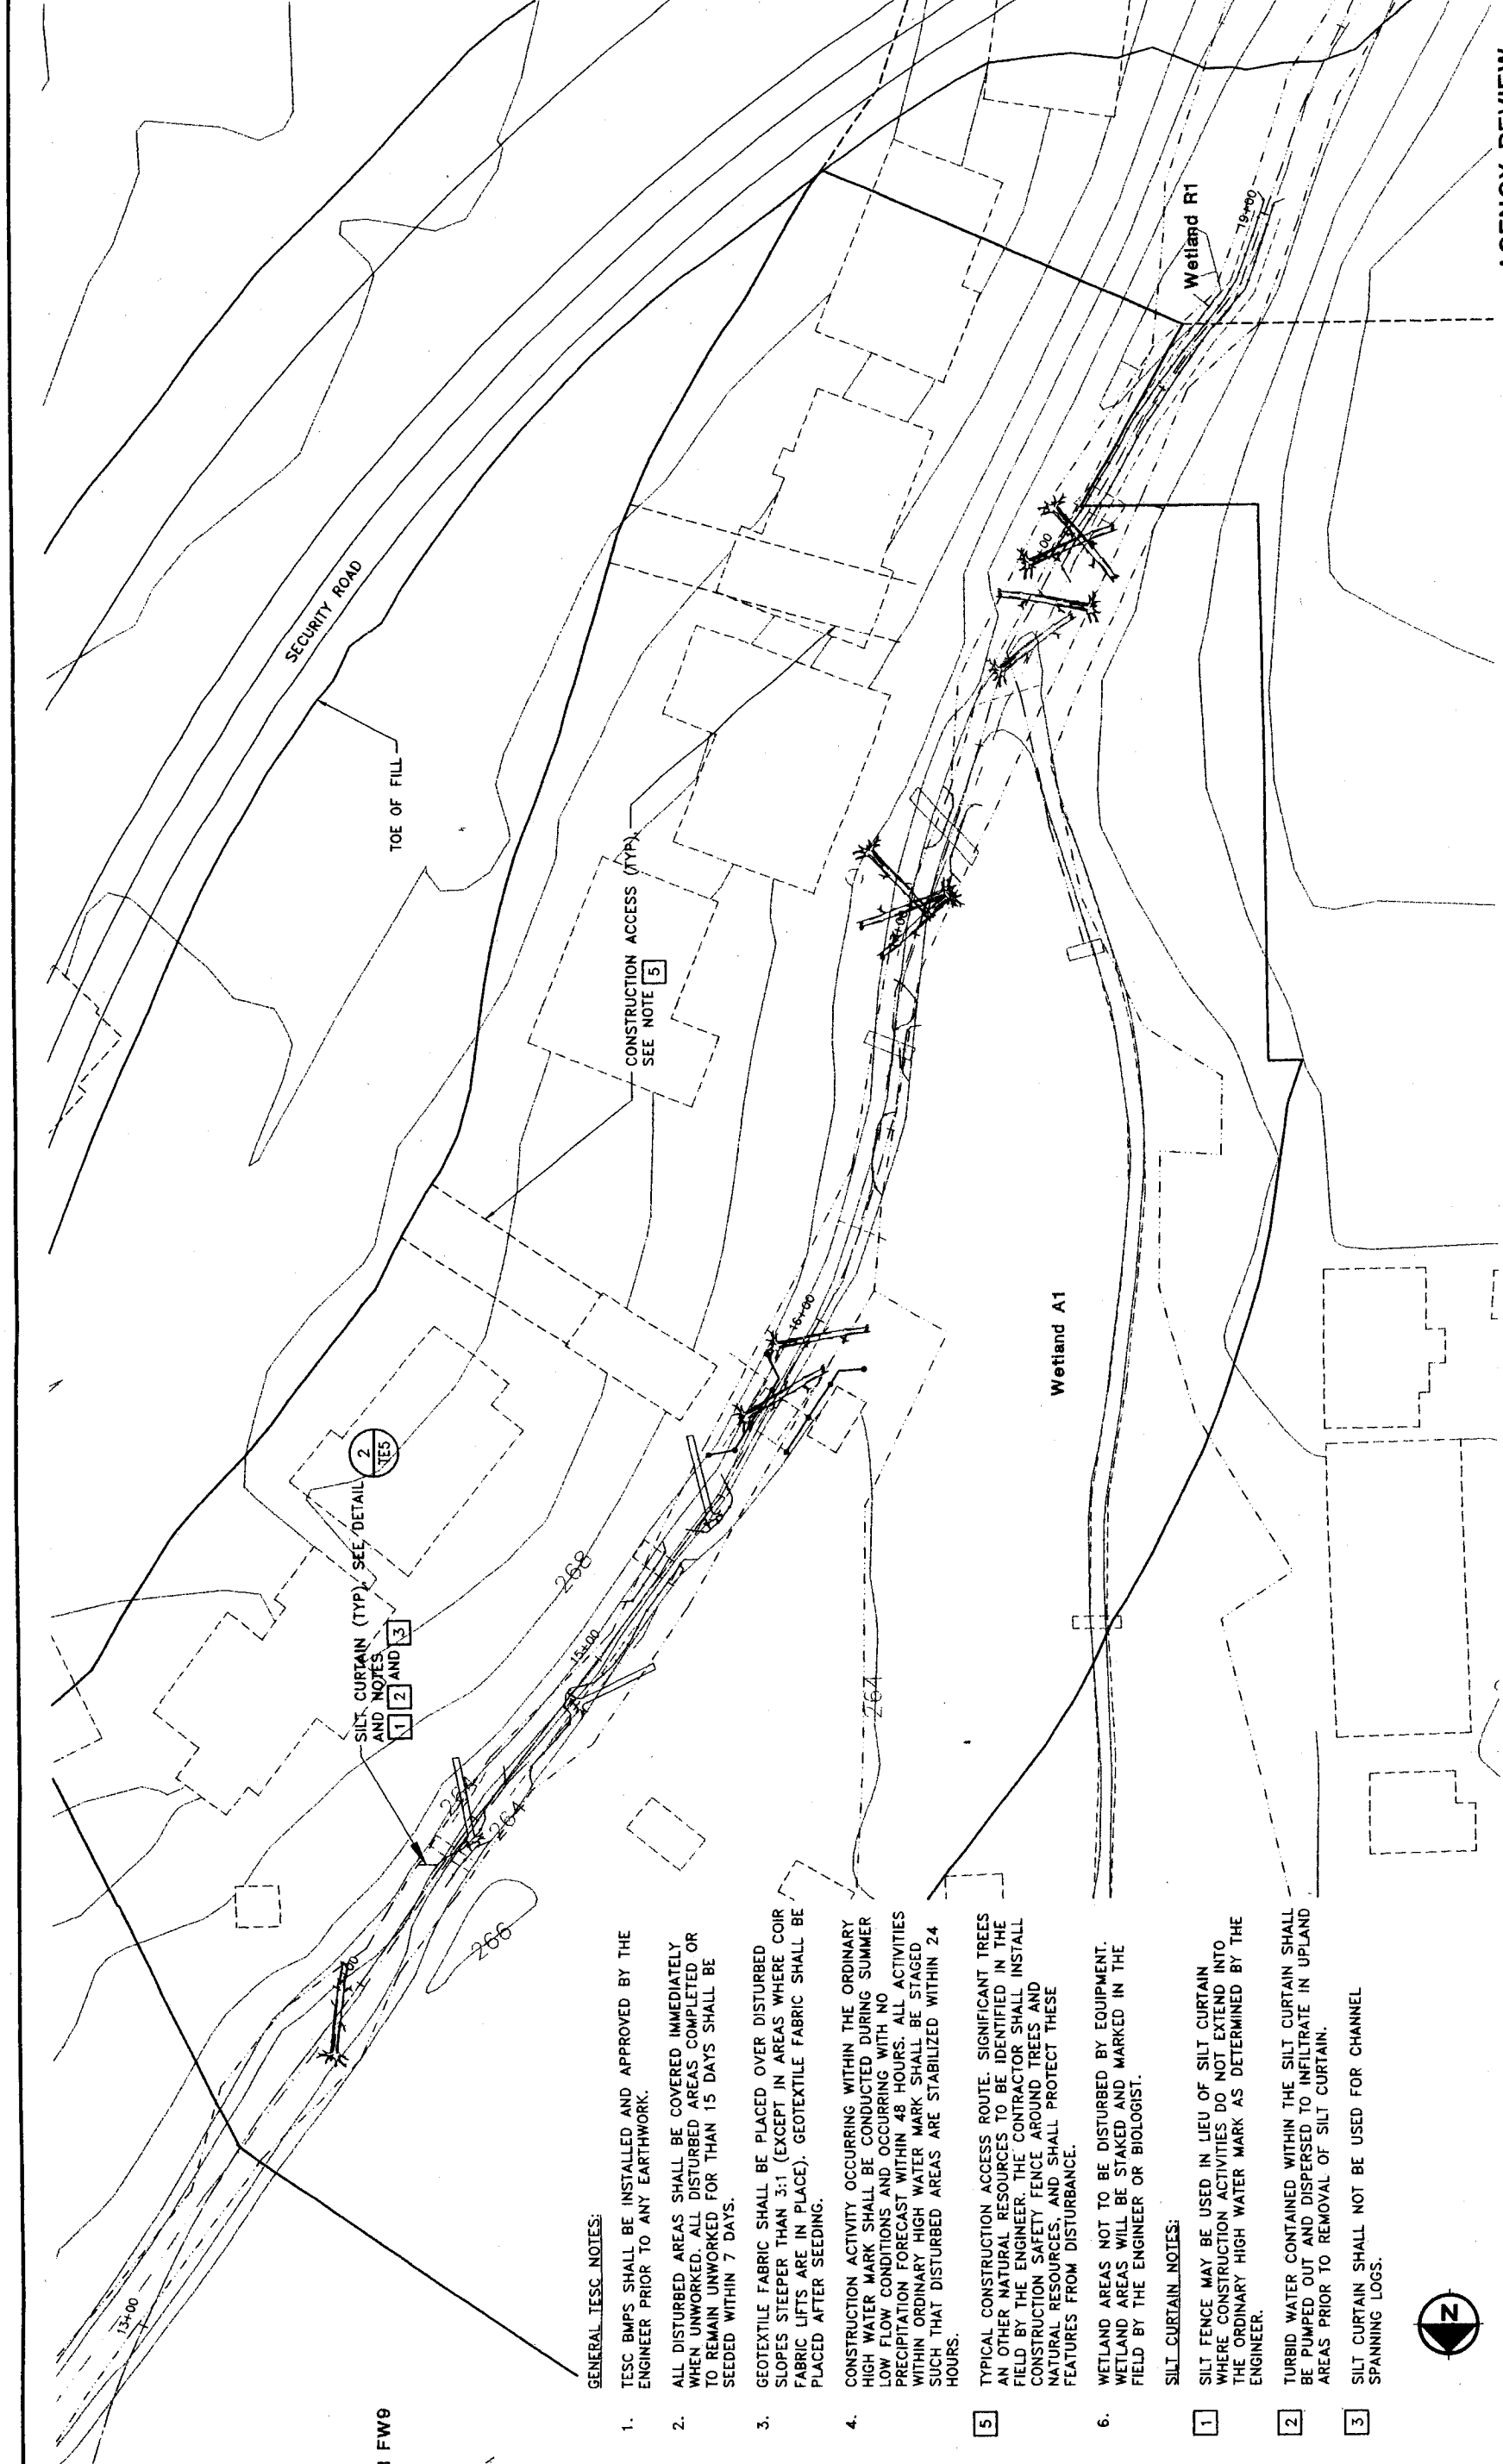 GENERAL TESC NOTES:
1. TESC BMPS SHALL BE INSTALLED AND APPROVED BY THE
ENGINEER PRIOR TO ANY EARTHWORK.
2. ALL DISTURBED AREAS SHALL BE COVERED IMMEDIATELY
WHEN UNWORKED. ALL DISTURBED AREAS COMPLETED OR
TO REMAIN UNWORKED FOR THAN 15 DAYS SHALL BE
SEEDED WITHIN 7 DAYS.
3. GEOTEXTILE FABRIC SHALL BE PLACED OVER DISTURBED
SLOPES STEEPER THAN 3:1 (EXCEPT IN AREAS WHERE COIR
FABRIC LIFTS ARE IN PLACE). GEOTEXTILE FABRIC SHALL BE
PLACED AFTER SEEDING.
4. CONSTRUCTION ACTIVITY OCCURRING WITHIN THE ORDINARY
HIGH WATER MARK SHALL BE CONDUCTED DURING SUMMER
LOW FLOW CONDITIONS AND OCCURRING WITH NO
PRECIPITATION FORECAST WITHIN 48 HOURS. ALL ACTIVITIES
WITHIN ORDINARY HIGH WATER MARK SHALL BE STAGED
SUCH THAT DISTURBED AREAS ARE STABILIZED WITHIN 24
HOURS.
5 TYPICAL CONSTRUCTION ACCESS ROUTE. SIGNIFICANT TREES
AN OTHER NATURAL RESOURCES TO BE IDENTIFIED IN THE
FIELD BY THE ENGINEER. THE CONTRACTOR SHALL INSTALL
CONSTRUCTION SAFETY FENCE AROUND TREES AND
NATURAL RESOURCES, AND SHALL PROTECT THESE
FEATURES FROM DISTURBANCE.
6. WETLAND AREAS NOT TO BE DISTURBED BY EQUIPMENT.
WETLAND AREAS WILL BE STAKED AND MARKED IN THE
FIELD BY THE ENGINEER OR BIOLOGIST.
SILT CURTAIN NOTES:
1 SILT FENCE MAY BE USED IN LIEU OF SILT CURTAIN
WHERE CONSTRUCTION ACTIVITIES DO NOT EXTEND INTO
THE ORDINARY HIGH WATER MARK AS DETERMINED BY THE
ENGINEER.
2 TURBID WATER CONTAINED WITHIN THE SILT CURTAIN SHALL
BE PUMPED OUT AND DISPERSED TO INFILTRATE IN UPLAND
AREAS PRIOR TO REMOVAL OF SILT CURTAIN.
3 SILT CURTAIN SHALL NOT BE USED FOR CHANNEL
SPANNING LOGS.
FW9
13+00
SILT CURTAIN (TYP), SEE DETAIL
2
TE5
AND NOTES
1 2 AND 3
266
264
268
15+00
264
16+00
CONSTRUCTION ACCESS (TYP),
SEE NOTE 5
TOE OF FILL
SECURITY ROAD
Wetland A1
Wetland R1
19+00
AGENCY REVIEW
N